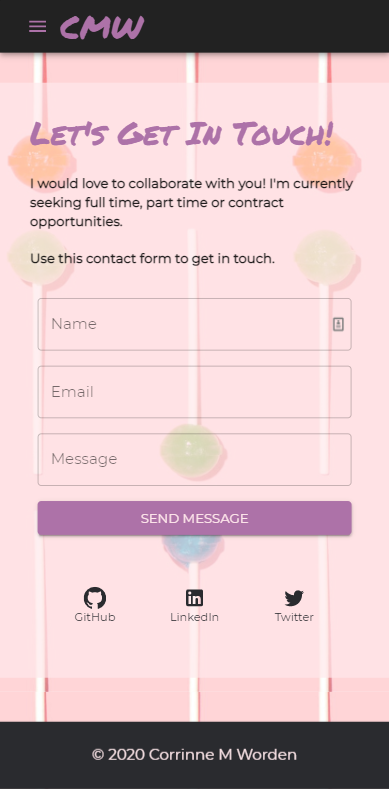 CMW
Let's Get In Touch!
I would love to collaborate with you! I'm currently
seeking full time, part time or contract
opportunities.
Use this contact form to get in touch.
Name
Email
Message
SEND MESSAGE
GitHub LinkedIn Twitter
© 2020 Corrinne M Worden